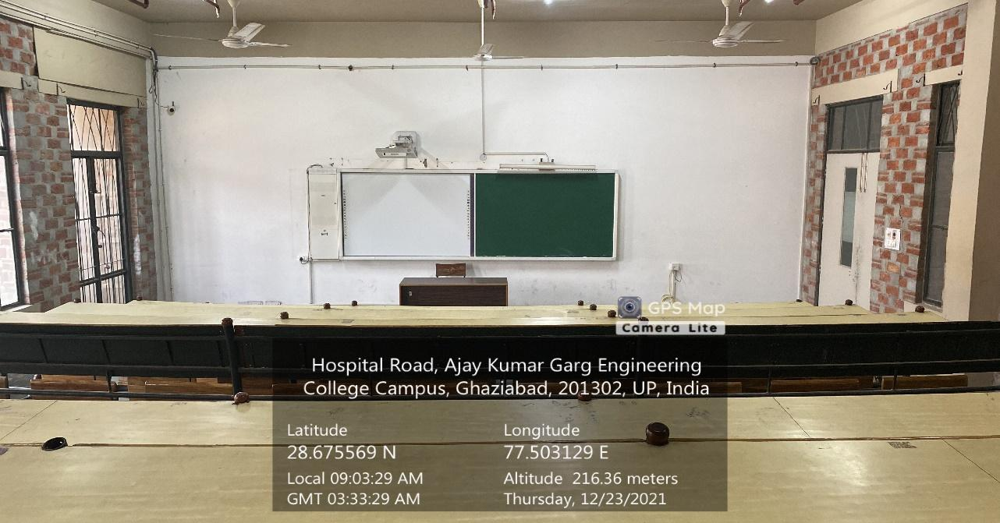 GPS Map
Camera Lite
Hospital Road, Ajay Kumar Garg Engineering
College Campus, Ghaziabad, 201302, UP, India
Latitude
28.675569 N
Longitude
77.503129 E
Local 09:03:29 AM
GMT 03:33:29 AM
Altitude 216.36 meters
Thursday, 12/23/2021